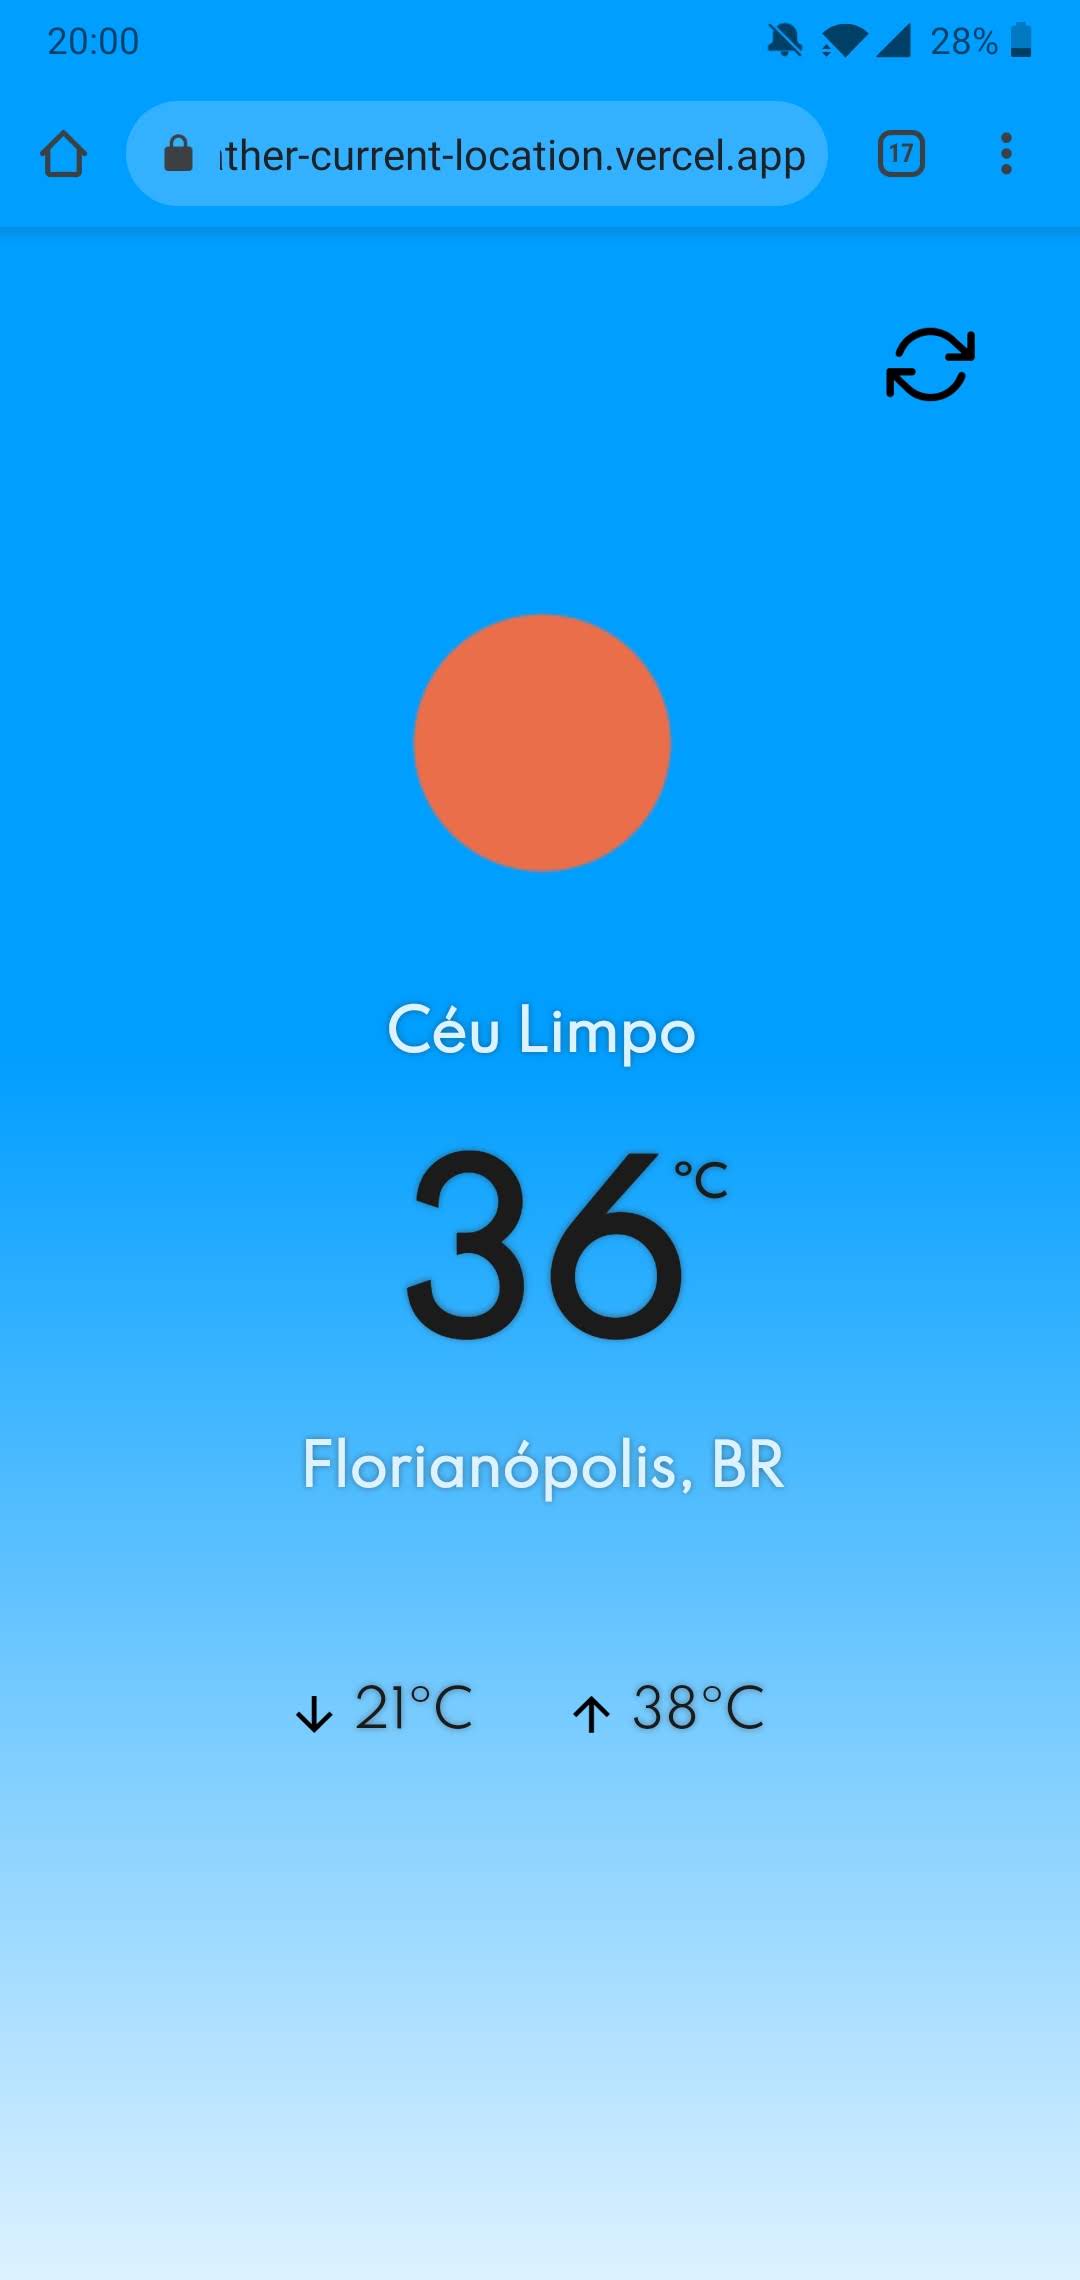 20:00 28%
ther-current-location.vercel.app 17
Céu Limpo
36 °C
Florianópolis, BR
↓ 21°C ↑ 38°C